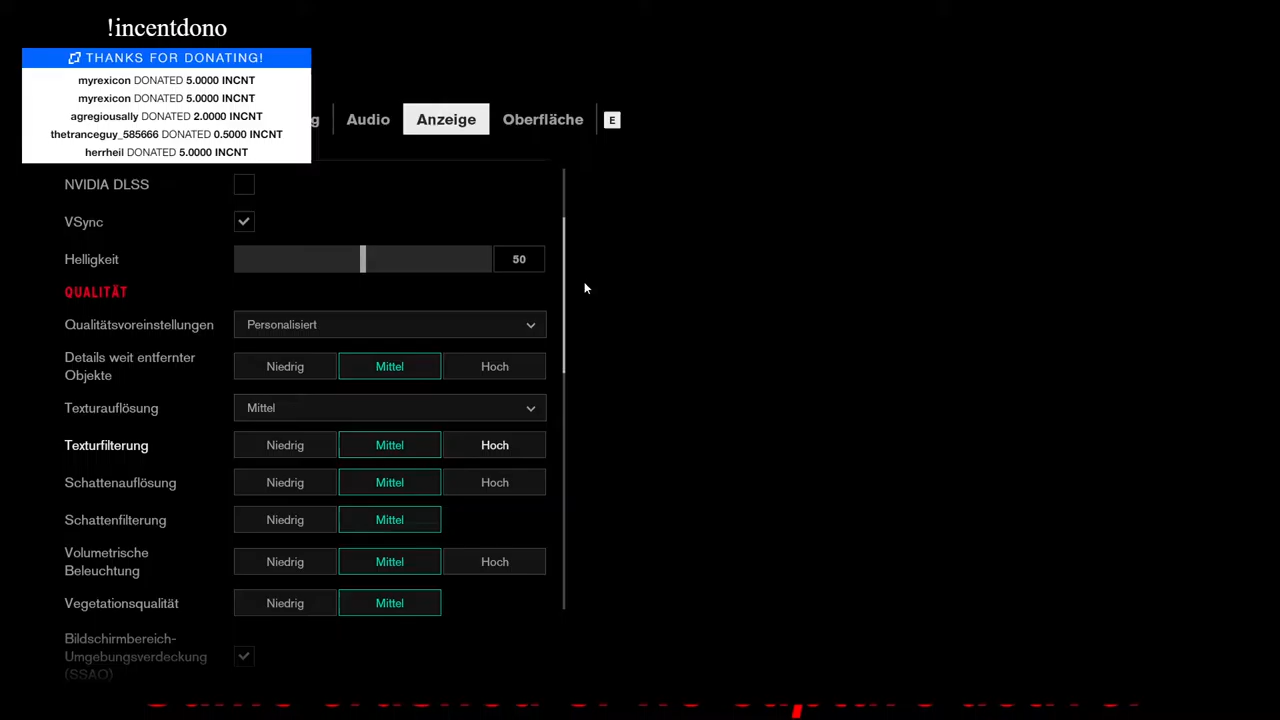 !incentdono
THANKS FOR DONATING!
myrexicon DONATED 5.0000 INCNT
myrexicon DONATED 5.0000 INCNT
agregiousally DONATED 2.0000 INCNT
thetranceguy_585666 DONATED 0.5000 INCNT
herrheil DONATED 5.0000 INCNT
g Audio Anzeige Oberfläche E
NVIDIA DLSS
VSync
Helligkeit 50
QUALITÄT
Qualitätsvoreinstellungen Personalisiert
Details weit entfernter
Objekte Niedrig Mittel Hoch
Texturauflösung Mittel
Texturfilterung Niedrig Mittel Hoch
Schattenauflösung Niedrig Mittel Hoch
Schattenfilterung Niedrig Mittel
Volumetrische
Beleuchtung Niedrig Mittel Hoch
Vegetationsqualität Niedrig Mittel
Bildschirmbereich-
Umgebungsverdeckung
(SSAO)